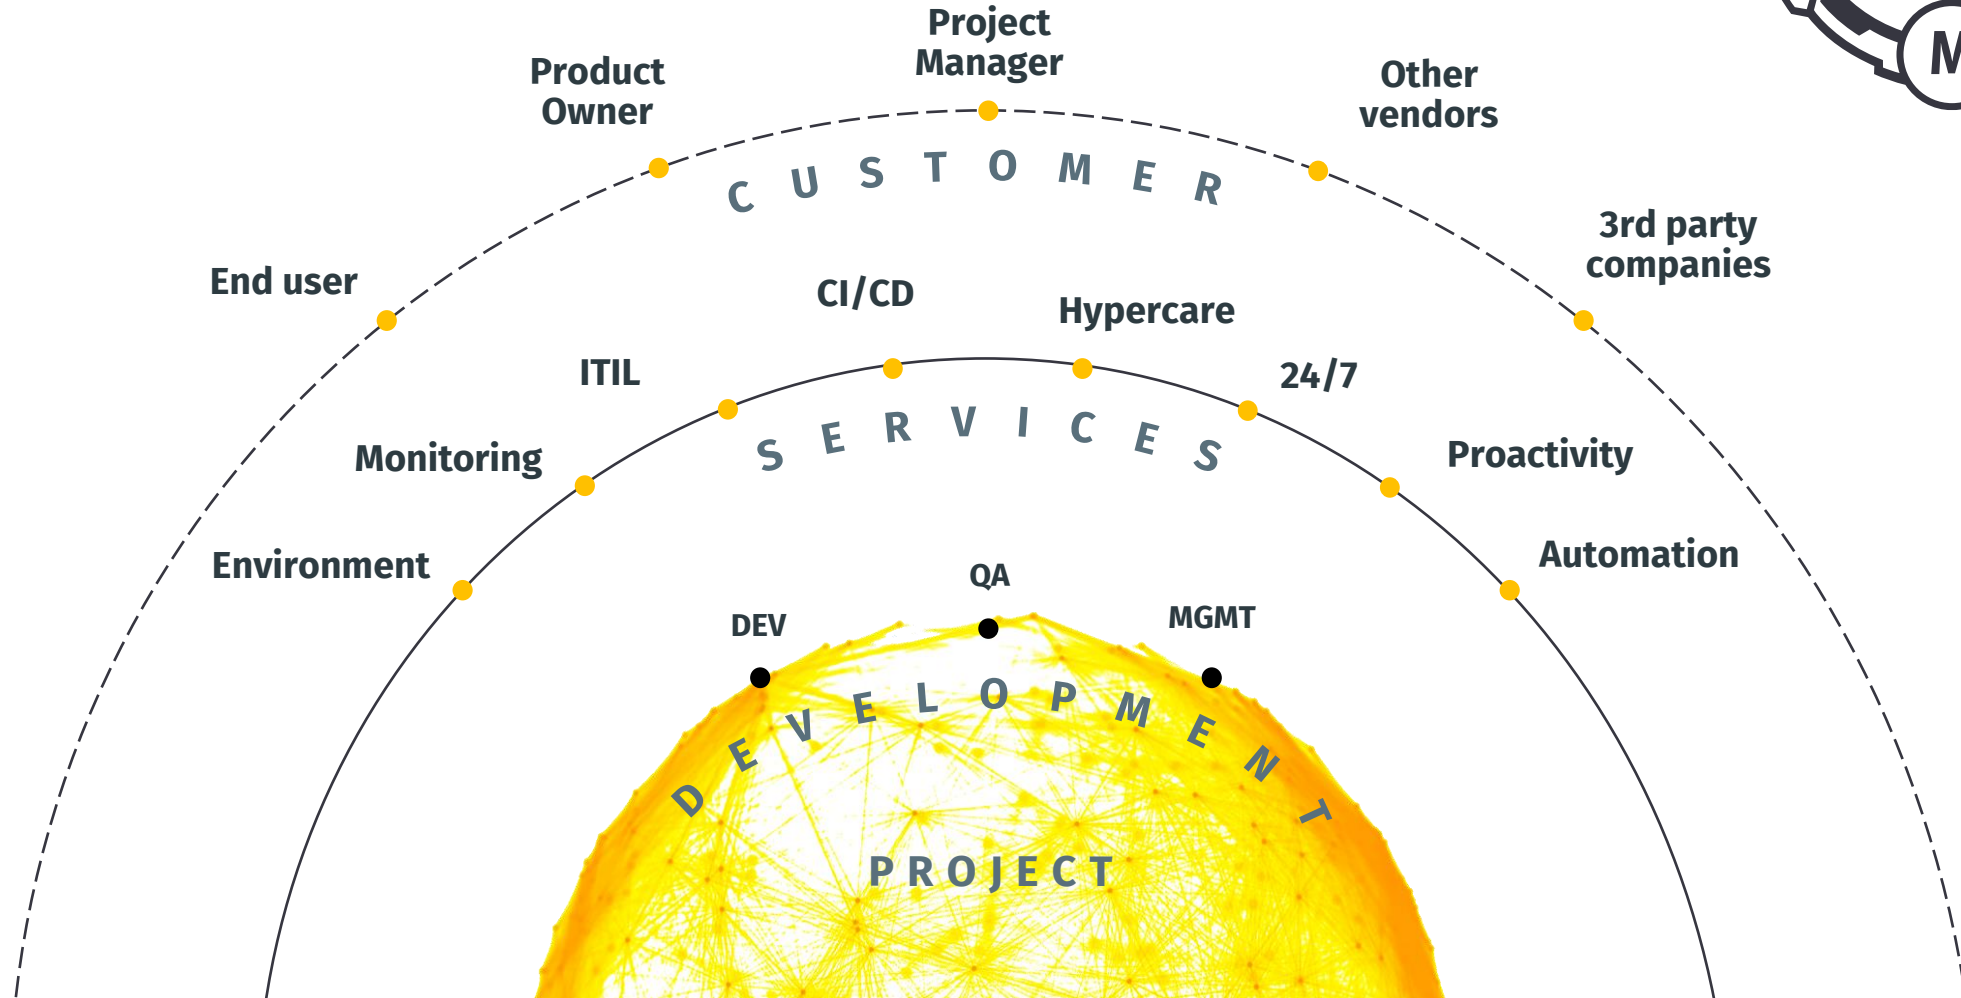 Project
Manager
Product
Owner
Other
vendors
M
CUSTOMER
End user
3rd party
companies
CI/CD
Hypercare
ITIL
24/7
SERVICES
Monitoring
Proactivity
Environment
Automation
QA
DEV
MGMT
DEVELOPMENT
PROJECT